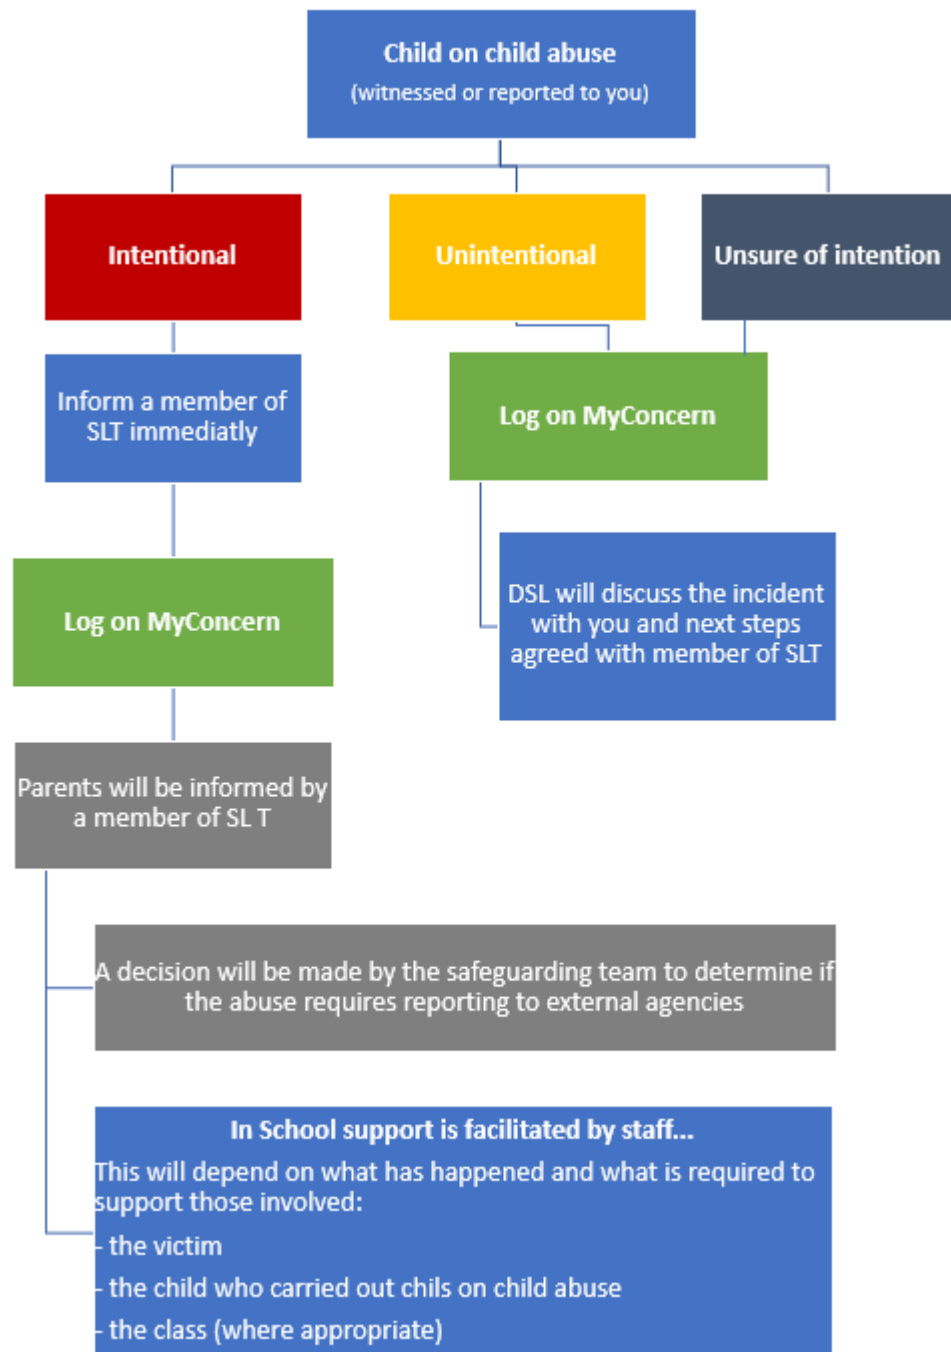 Child on child abuse
(witnessed or reported to you)
Intentional
Unintentional
Unsure of intention
Inform a member of
SLT immediatly
Log on MyConcern
Log on MyConcern
DSL will discuss the incident
with you and next steps
agreed with member of SLT
Parents will be informed by
a member of SL T
A decision will be made by the safeguarding team to determine if
the abuse requires reporting to external agencies
In School support is facilitated by staff...
This will depend on what has happened and what is required to
support those involved:
- the victim
- the child who carried out chils on child abuse
- the class (where appropriate)